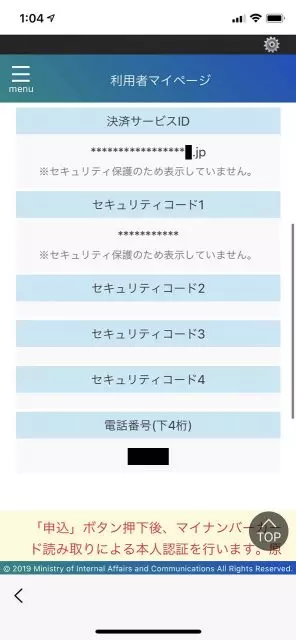 1:04
menu
利用者マイページ
決済サービスID
*****************.jp
※セキュリティ保護のため表示していません。
セキュリティコード1
***********
※セキュリティ保護のため表示していません。
セキュリティコード2
セキュリティコード3
セキュリティコード4
電話番号(下4桁)
「申込」ボタン押下後、マイナンバーカー
ド読み取りによる本人認証を行います。原
TOP
© 2019 Ministry of Internal Affairs and Communications All Rights Reserved.